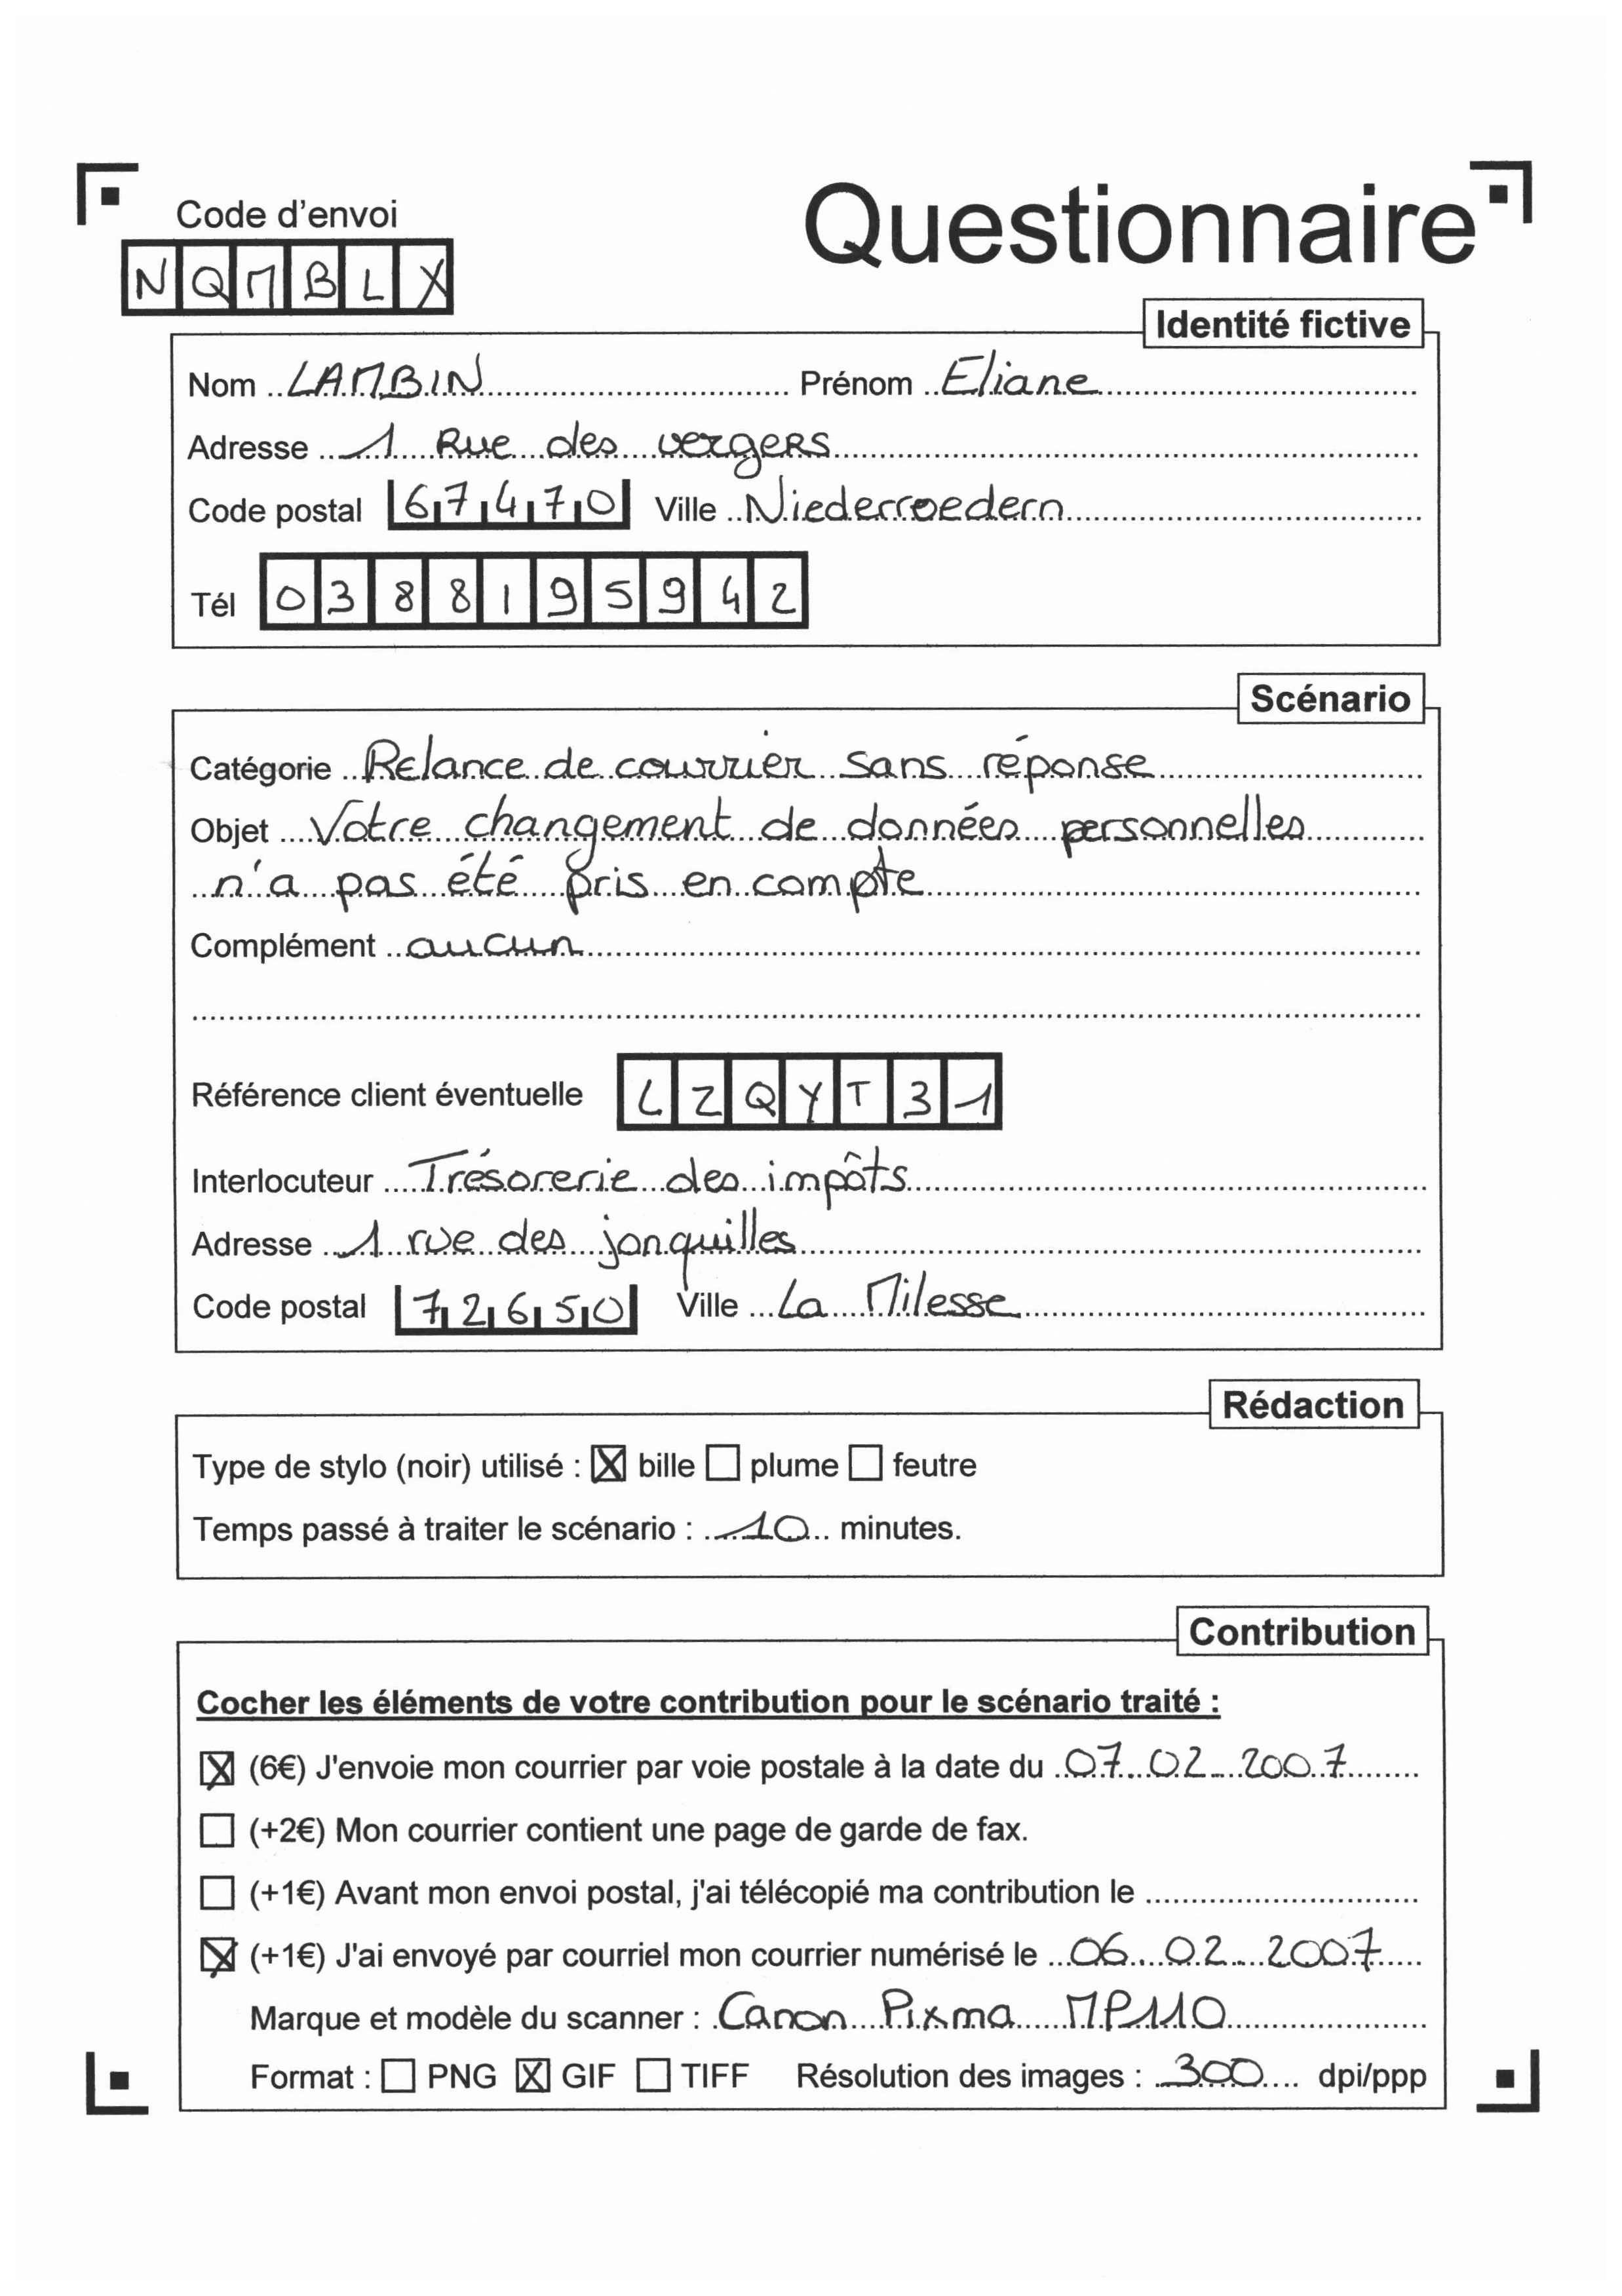 Questionnaire
Code d'envoi
NQMBLX
Identité fictive
Nom LAMBIN Prénom Eliane
Adresse 1 Rue des vergers
Code postal 67470 Ville Niederroedern
Tél 0388195942
Scénario
Catégorie Relance de courrier sans réponse
Objet Votre changement de données personnelles
n'a pas été pris en compte
Complément aucun
Référence client éventuelle LZQYT31
Interlocuteur Trésorerie des impôts
Adresse 1 rue des jonquilles
Code postal 72650 Ville La Milesse
Rédaction
Type de stylo (noir) utilisé : ☒ bille ☐ plume ☐ feutre
Temps passé à traiter le scénario : 10 minutes.
Contribution
Cocher les éléments de votre contribution pour le scénario traité :
☒ (6€) J'envoie mon courrier par voie postale à la date du 07 02 2007
☐ (+2€) Mon courrier contient une page de garde de fax.
☐ (+1€) Avant mon envoi postal, j'ai télécopié ma contribution le
☒ (+1€) J'ai envoyé par courriel mon courrier numérisé le 06 02 2007
Marque et modèle du scanner : Canon Pixma MP110
Format : ☐ PNG ☒ GIF ☐ TIFF Résolution des images : 300 dpi/ppp